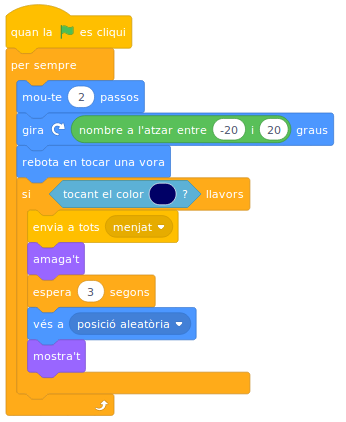 quan la es cliqui
per sempre
mou-te 2 passos
gira nombre a l'atzar entre -20 i 20 graus
rebota en tocar una vora
si tocant el color ? llavors
envia a tots menjat
amaga't
espera 3 segons
vés a posició aleatòria
mostra't